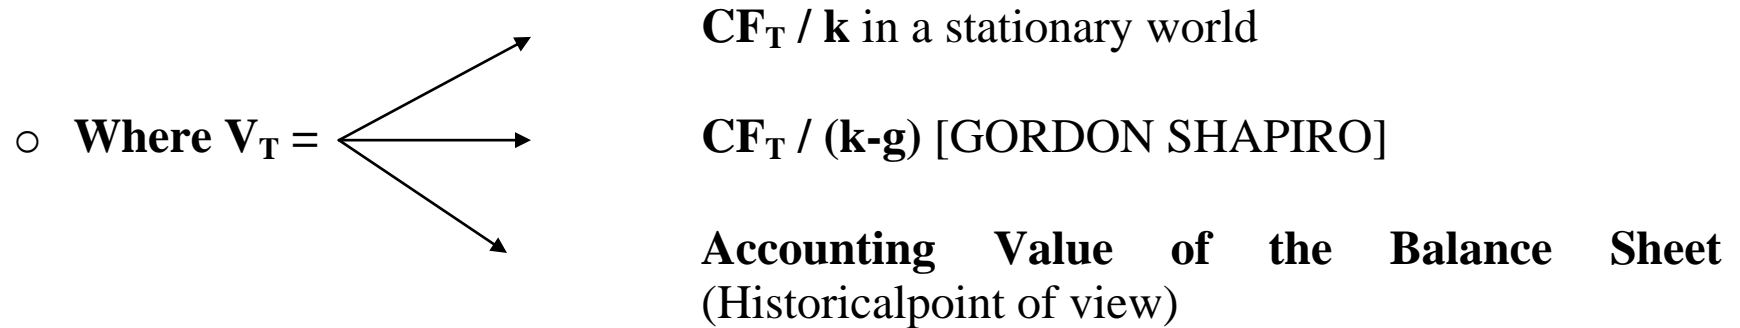 CF_T / k in a stationary world
○ Where V_T =
CF_T / (k-g) [GORDON SHAPIRO]
Accounting Value of the Balance Sheet
(Historicalpoint of view)